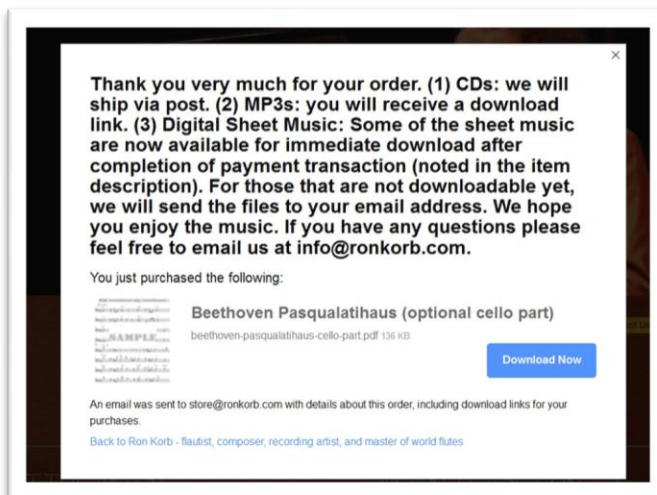 ×
Thank you very much for your order. (1) CDs: we will
ship via post. (2) MP3s: you will receive a download
link. (3) Digital Sheet Music: Some of the sheet music
are now available for immediate download after
completion of payment transaction (noted in the item
description). For those that are not downloadable yet,
we will send the files to your email address. We hope
you enjoy the music. If you have any questions please
feel free to email us at info@ronkorb.com.
You just purchased the following:
SAMPLE
Beethoven Pasqualatihaus (optional cello part)
beethoven-pasqualatihaus-cello-part.pdf 136 KB
Download Now
An email was sent to store@ronkorb.com with details about this order, including download links for your
purchases.
Back to Ron Korb - flautist, composer, recording artist, and master of world flutes